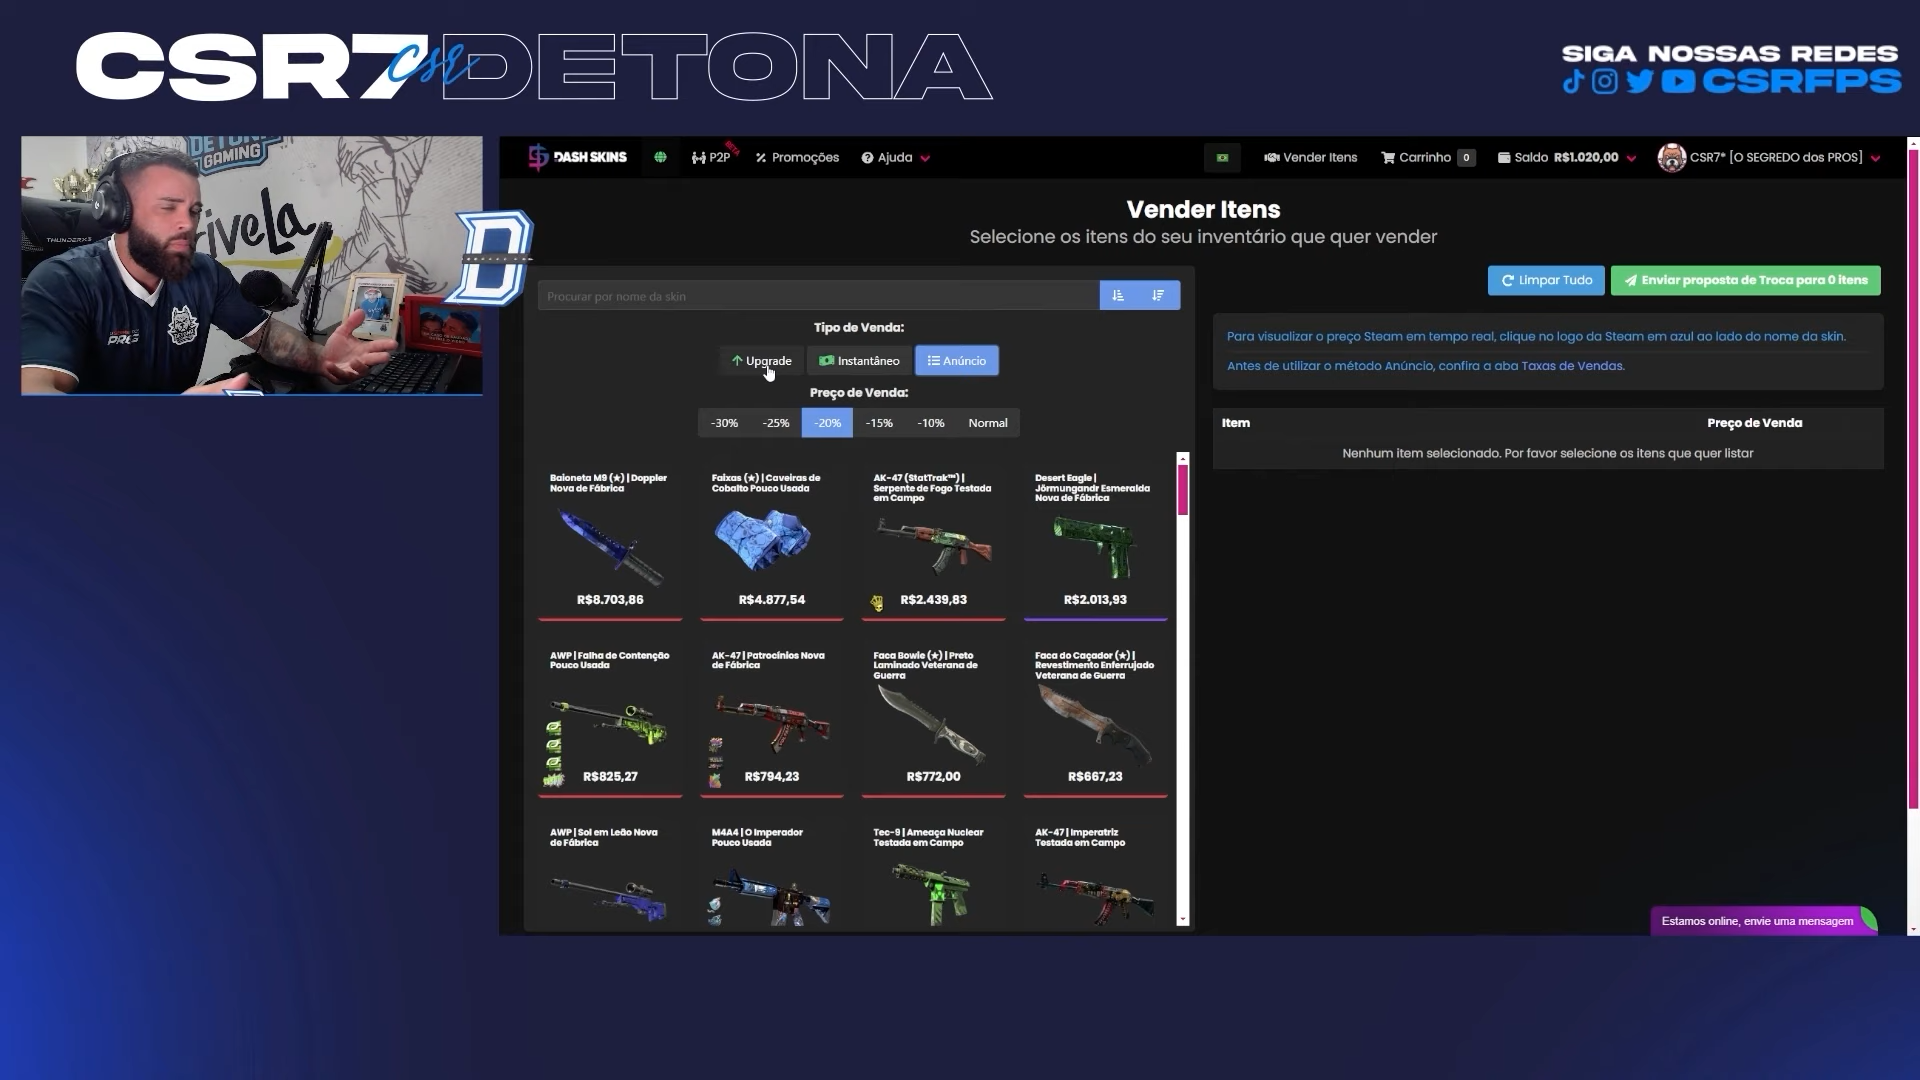 CSR7 csr DETONA
SIGA NOSSAS REDES
CSRFPS
DETONA
GAMING
riveLa
THUNDERX3
PRO
D
DASH SKINS
P2P
BETA
Promoções
Ajuda
Vender Itens
Carrinho 0
Saldo R$1.020,00
CSR7* [O SEGREDO dos PROS]
Vender Itens
Selecione os itens do seu inventário que quer vender
Procurar por nome da skin
Limpar Tudo
Enviar proposta de Troca para 0 itens
Tipo de Venda:
Upgrade
Instantâneo
Anúncio
Preço de Venda:
-30% -25% -20% -15% -10% Normal
Para visualizar o preço Steam em tempo real, clique no logo da Steam em azul ao lado do nome da skin.
Antes de utilizar o método Anúncio, confira a aba Taxas de Vendas.
Item Preço de Venda
Nenhum item selecionado. Por favor selecione os itens que quer listar
Baioneta M9 (★) | Doppler
Nova de Fábrica
R$8.703,86
Faixas (★) | Caveiras de
Cobalto Pouco Usada
R$4.877,54
AK-47 (StatTrak™) |
Serpente de Fogo Testada
em Campo
R$2.439,83
Desert Eagle |
Jörmungandr Esmeralda
Nova de Fábrica
R$2.013,93
AWP | Falha de Contenção
Pouco Usada
R$825,27
AK-47 | Patrocínios Nova
de Fábrica
R$794,23
Faca Bowie (★) | Preto
Laminado Veterana de
Guerra
R$772,00
Faca do Caçador (★) |
Revestimento Enferrujado
Veterana de Guerra
R$667,23
AWP | Sol em Leão Nova
de Fábrica
M4A4 | O Imperador
Pouco Usada
Tec-9 | Ameaça Nuclear
Testada em Campo
AK-47 | Imperatriz
Testada em Campo
Estamos online, envie uma mensagem